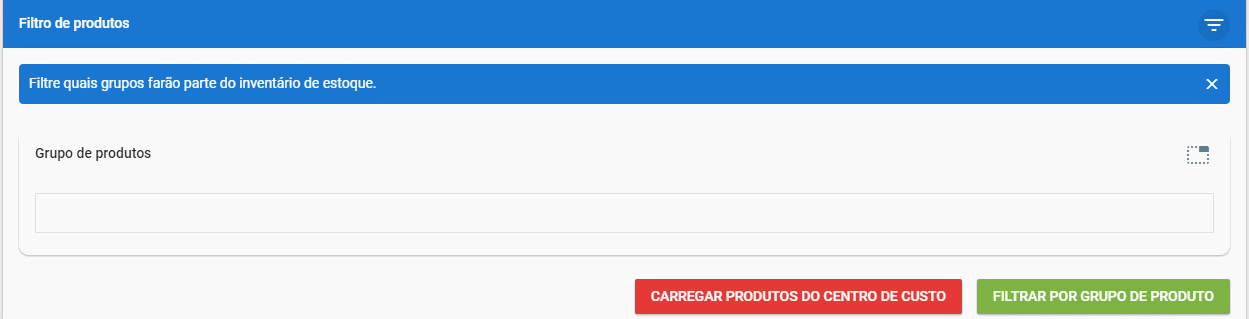 Filtro de produtos
Filtre quais grupos farão parte do inventário de estoque.
Grupo de produtos
CARREGAR PRODUTOS DO CENTRO DE CUSTO
FILTRAR POR GRUPO DE PRODUTO